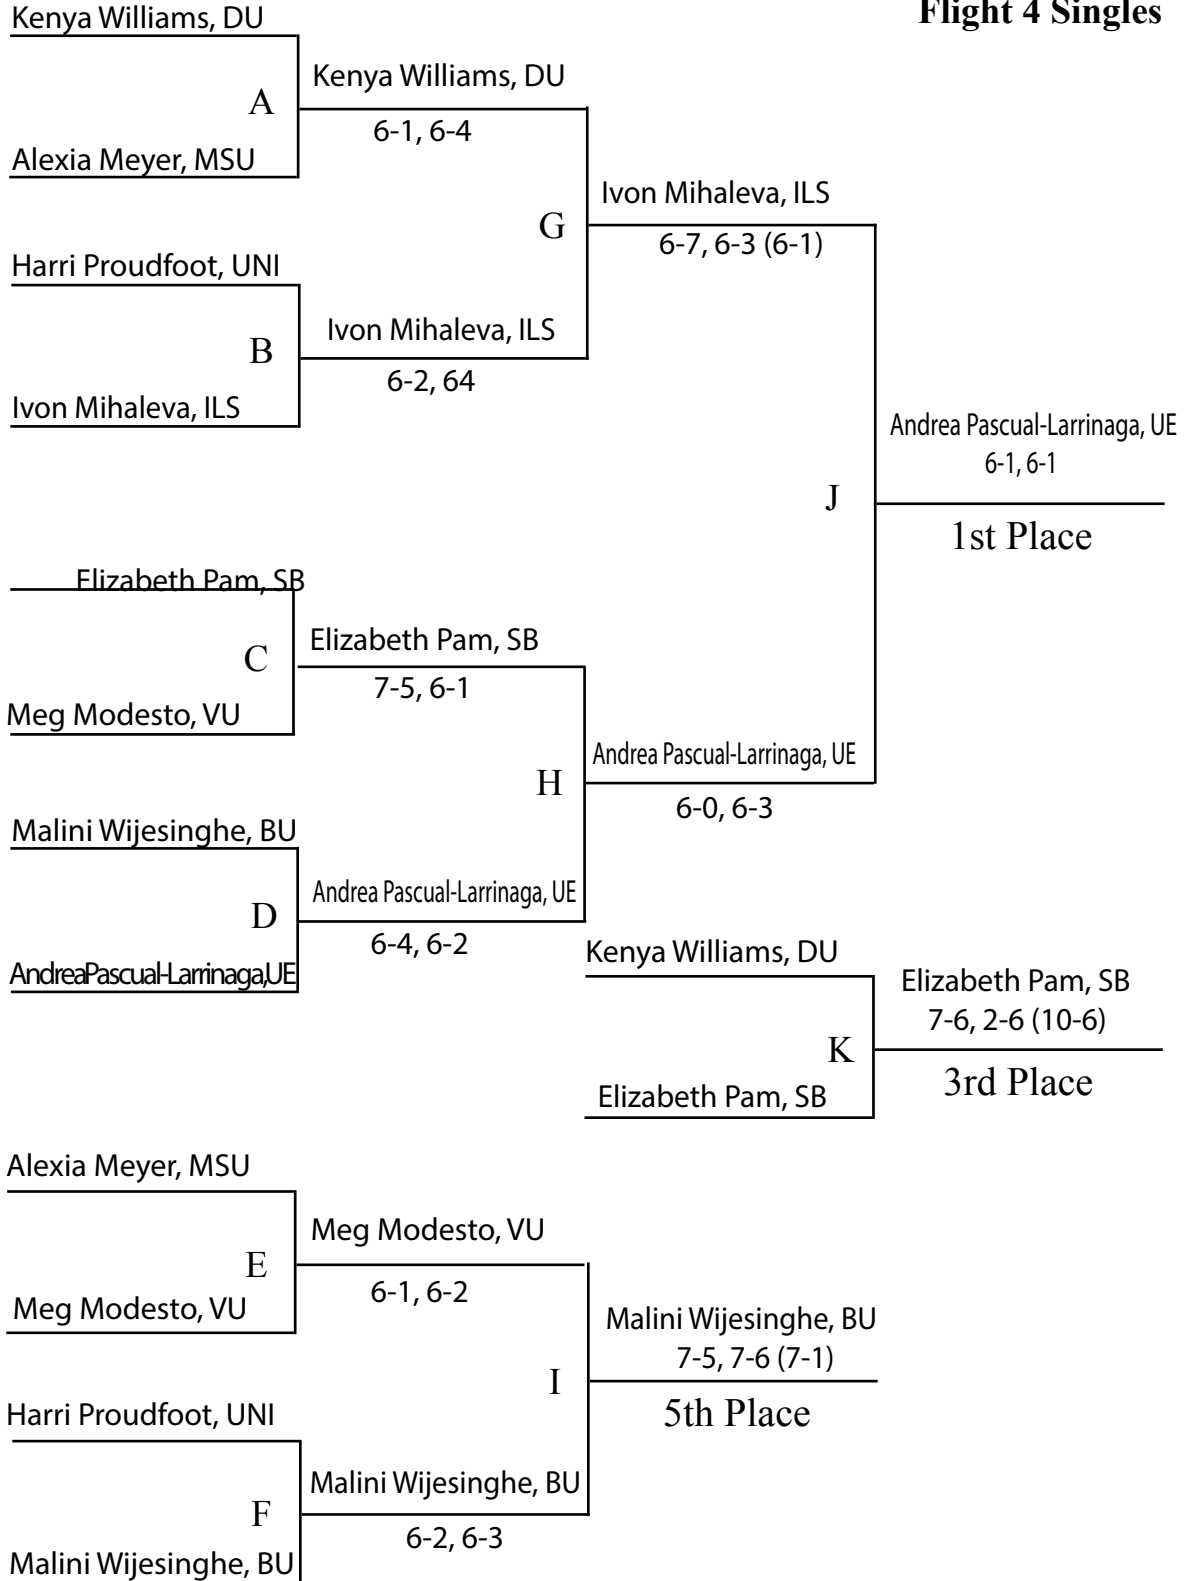 Flight 4 Singles
Kenya Williams, DU
Kenya Williams, DU
A
6-1, 6-4
Alexia Meyer, MSU
Ivon Mihaleva, ILS
G
6-7, 6-3 (6-1)
Harri Proudfoot, UNI
Ivon Mihaleva, ILS
B
6-2, 64
Ivon Mihaleva, ILS
Andrea Pascual-Larrinaga, UE
6-1, 6-1
J
1st Place
Elizabeth Pam, SB
Elizabeth Pam, SB
C
7-5, 6-1
Meg Modesto, VU
Andrea Pascual-Larrinaga, UE
H
6-0, 6-3
Malini Wijesinghe, BU
Andrea Pascual-Larrinaga, UE
D
6-4, 6-2
AndreaPascual-Larrinaga,UE
Kenya Williams, DU
Elizabeth Pam, SB
7-6, 2-6 (10-6)
K
3rd Place
Elizabeth Pam, SB
Alexia Meyer, MSU
Meg Modesto, VU
E
6-1, 6-2
Meg Modesto, VU
Malini Wijesinghe, BU
7-5, 7-6 (7-1)
I
5th Place
Harri Proudfoot, UNI
Malini Wijesinghe, BU
F
6-2, 6-3
Malini Wijesinghe, BU